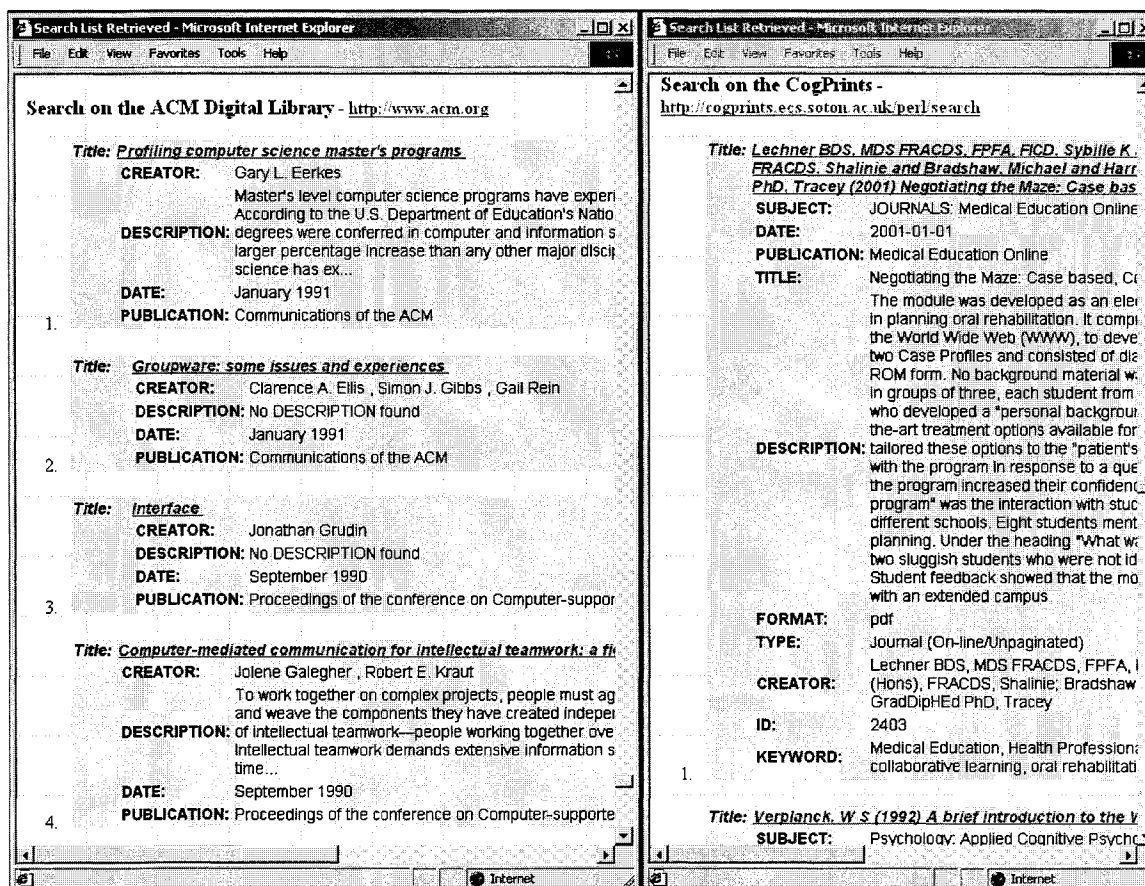 Search List Retrieved - Microsoft Internet Explorer
File Edit View Favorites Tools Help
Search on the ACM Digital Library - http://www.acm.org
Title: Profiling computer science master's programs
CREATOR: Gary L. Eerkes
Master's level computer science programs have experi
According to the U.S. Department of Education's Natio
DESCRIPTION: degrees were conferred in computer and information s
larger percentage increase than any other major discip
science has ex...
DATE: January 1991
1. PUBLICATION: Communications of the ACM
Title: Groupware: some issues and experiences
CREATOR: Clarence A. Ellis , Simon J. Gibbs , Gail Rein
DESCRIPTION: No DESCRIPTION found
DATE: January 1991
2. PUBLICATION: Communications of the ACM
Title: Interface
CREATOR: Jonathan Grudin
DESCRIPTION: No DESCRIPTION found
DATE: September 1990
3. PUBLICATION: Proceedings of the conference on Computer-suppor
Title: Computer-mediated communication for intellectual teamwork: a fi
CREATOR: Jolene Galegher , Robert E. Kraut
To work together on complex projects, people must ag
and weave the components they have created indeper
DESCRIPTION: of intellectual teamwork—people working together ove
Intellectual teamwork demands extensive information s
time...
DATE: September 1990
4. PUBLICATION: Proceedings of the conference on Computer-supporte
Internet
Search List Retrieved - Microsoft Internet Explorer
File Edit View Favorites Tools Help
Search on the CogPrints -
http://cogprints.ecs.soton.ac.uk/perl/search
Title: Lechner BDS, MDS FRACDS, FPFA, FICD, Sybille K
FRACDS, Shalinie and Bradshaw, Michael and Harr
PhD, Tracey (2001) Negotiating the Maze: Case bas
SUBJECT: JOURNALS: Medical Education Online
DATE: 2001-01-01
PUBLICATION: Medical Education Online
TITLE: Negotiating the Maze: Case based, C
The module was developed as an ele
in planning oral rehabilitation. It compr
the World Wide Web (WWW), to deve
two Case Profiles and consisted of dia
ROM form. No background material w
in groups of three, each student from
who developed a "personal backgroun
the-art treatment options available for
DESCRIPTION: tailored these options to the "patient's
with the program in response to a que
the program increased their confidenc
program" was the interaction with stuc
different schools. Eight students ment
planning. Under the heading "What wa
two sluggish students who were not id
Student feedback showed that the mo
with an extended campus
FORMAT: pdf
TYPE: Journal (On-line/Unpaginated)
Lechner BDS, MDS FRACDS, FPFA,
CREATOR: (Hons), FRACDS, Shalinie; Bradshaw
GradDipHEd PhD, Tracey
ID: 2403
KEYWORD: Medical Education, Health Professiona
1. collaborative learning, oral rehabilitati
Title: Verplanck, W S (1992) A brief introduction to the
SUBJECT: Psychology: Applied Cognitive Psycho
Internet